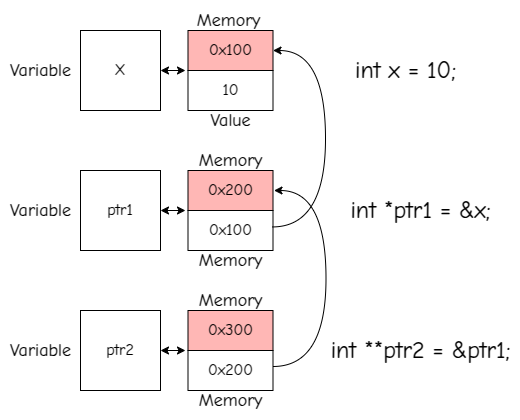 Memory
Variable
X
0x100
10
int x = 10;
Value
Memory
Variable
ptr1
0x200
0x100
int *ptr1 = &x;
Memory
Memory
Variable
ptr2
0x300
0x200
int **ptr2 = &ptr1;
Memory